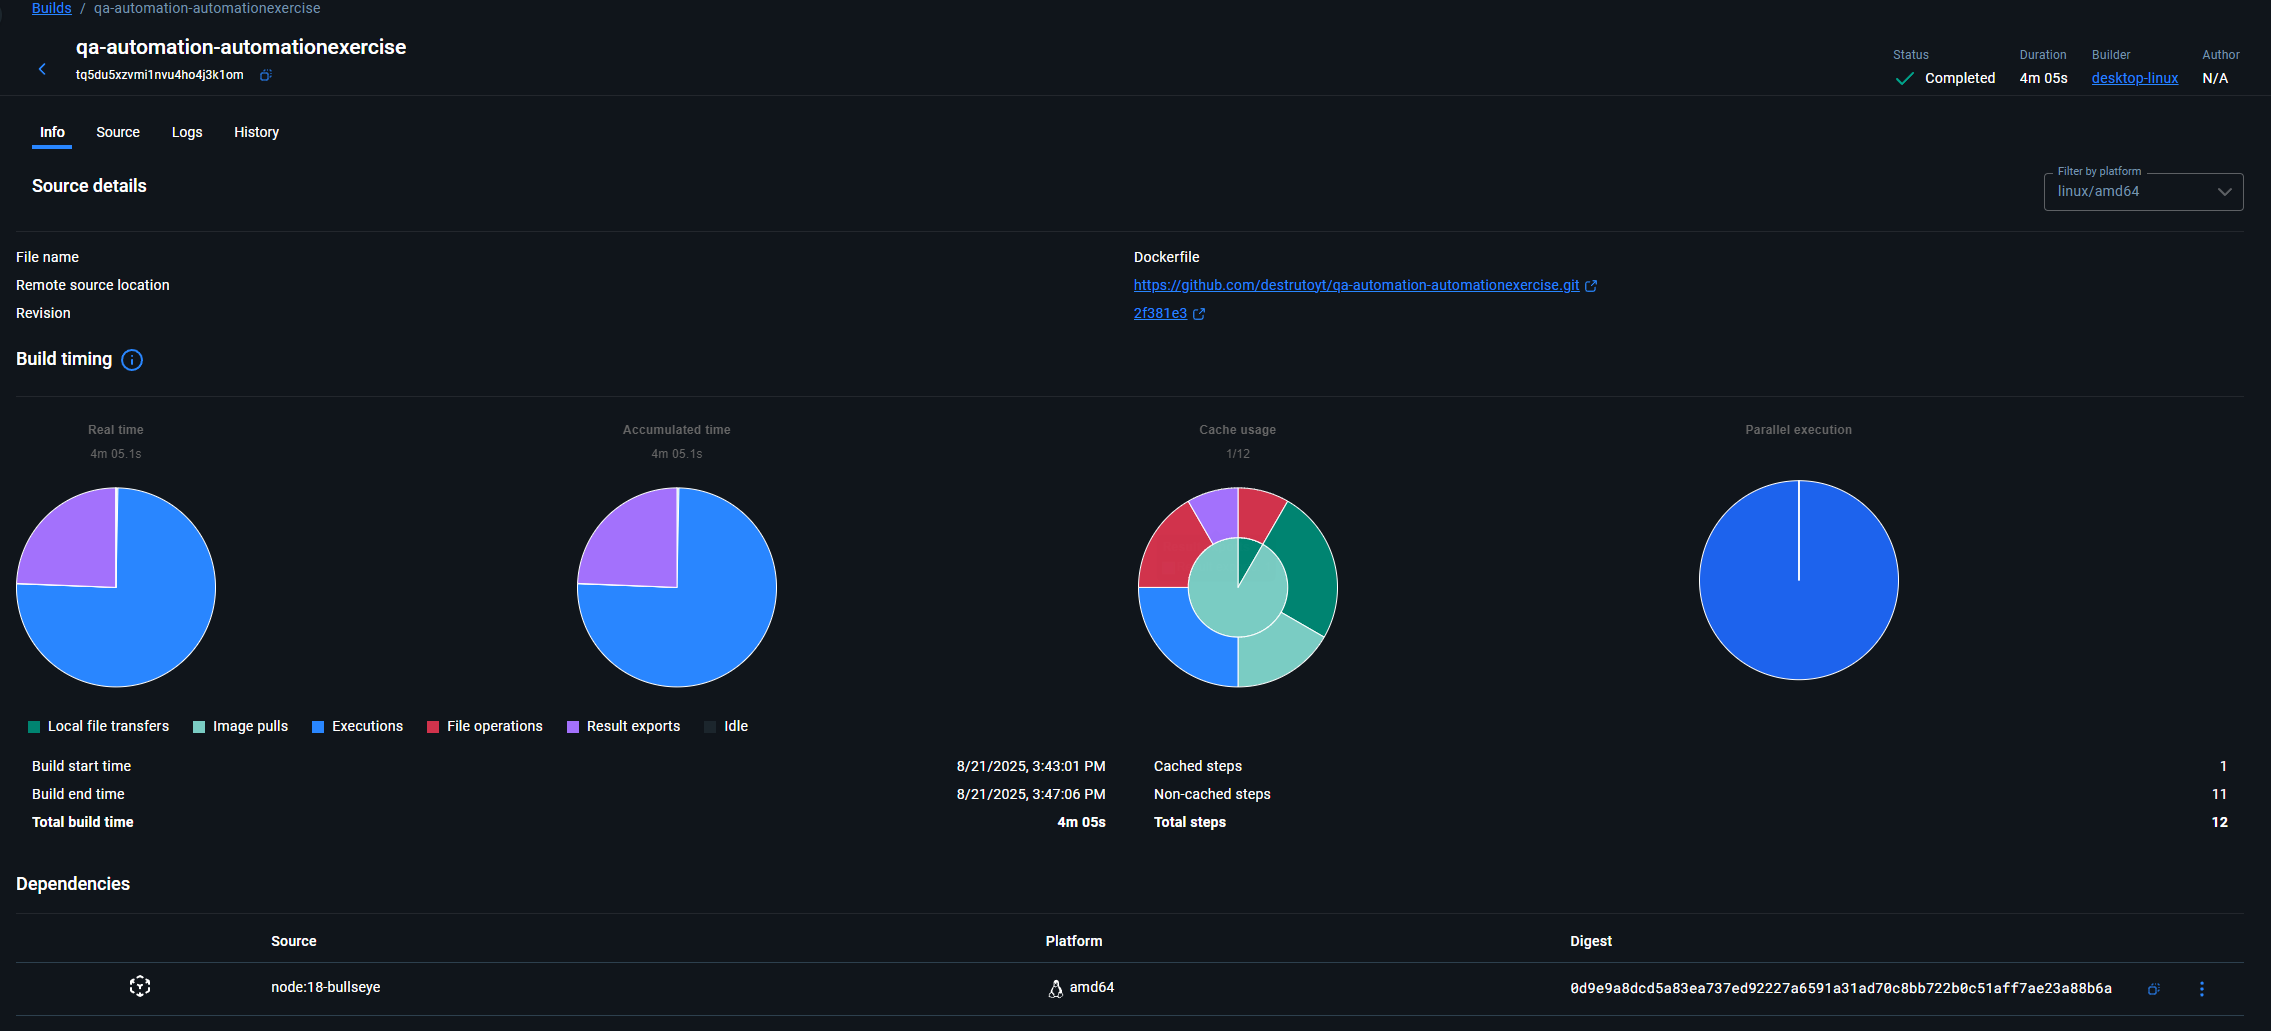 Builds / qa-automation-automationexercise
qa-automation-automationexercise
tq5du5xzvmi1nvu4ho4j3k1om
Status Duration Builder Author
Completed 4m 05s desktop-linux N/A
Info Source Logs History
Source details
Filter by platform
linux/amd64
File name Dockerfile
Remote source location https://github.com/destrutoyt/qa-automation-automationexercise.git
Revision 2f381e3
Build timing
Real time Accumulated time Cache usage Parallel execution
4m 05.1s 4m 05.1s 1/12
Local file transfers Image pulls Executions File operations Result exports Idle
Build start time 8/21/2025, 3:43:01 PM Cached steps 1
Build end time 8/21/2025, 3:47:06 PM Non-cached steps 11
Total build time 4m 05s Total steps 12
Dependencies
Source Platform Digest
node:18-bullseye amd64 0d9e9a8dcd5a83ea737ed92227a6591a31ad70c8bb722b0c51aff7ae23a88b6a